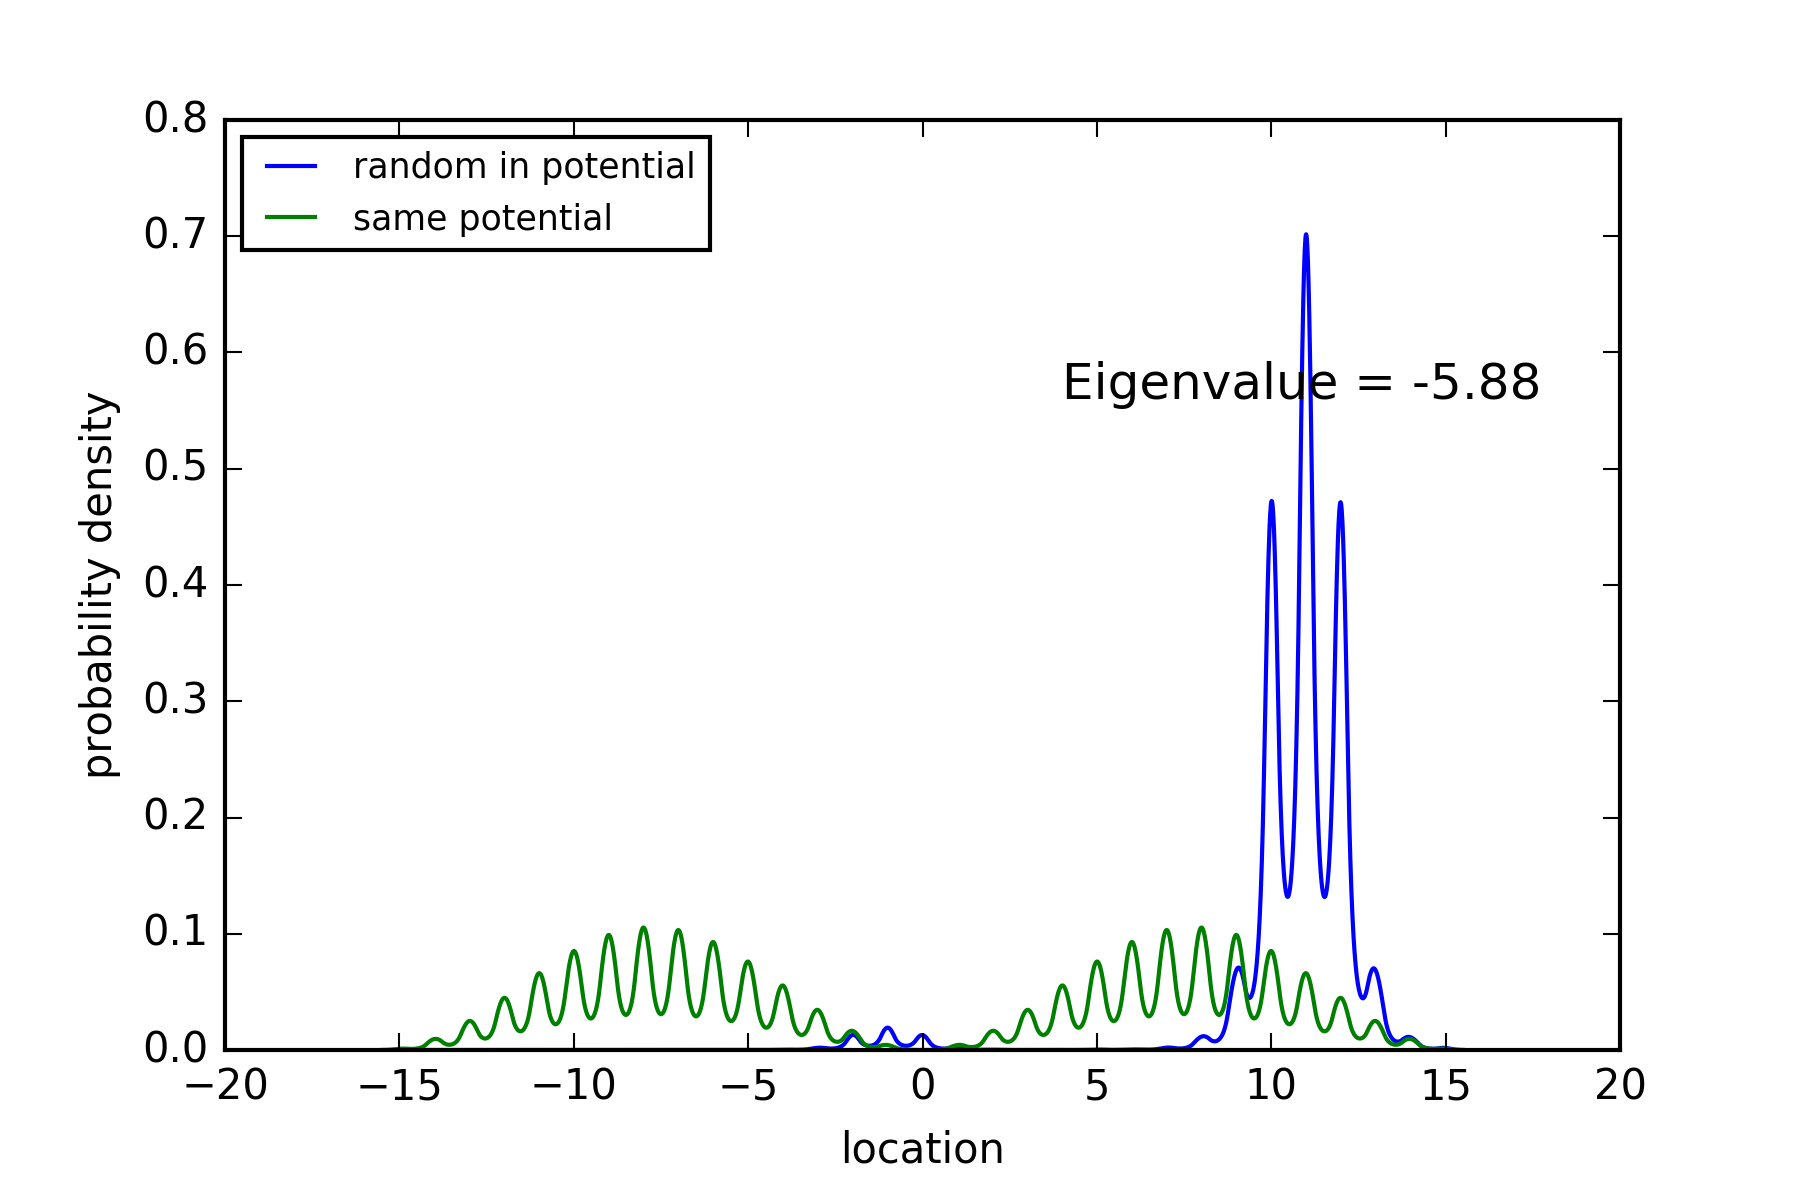 0.8
0.7
0.6
0.5
0.4
0.3
0.2
0.1
0.0
random in potential
same potential
Eigenvalue = -5.88
probability density
−20 −15 −10 −5 0 5 10 15 20
location